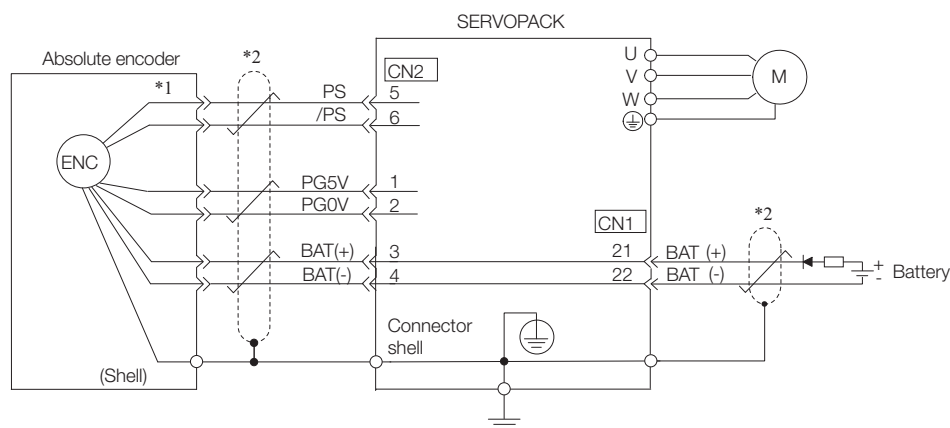 SERVOPACK
Absolute encoder
*2
CN2
U
V
W
M
*1
PS
5
/PS
6
ENC
PG5V
1
PG0V
2
CN1
*2
BAT(+)
3
21
BAT (+)
BAT(-)
4
22
BAT (-)
+
-
Battery
Connector
shell
(Shell)